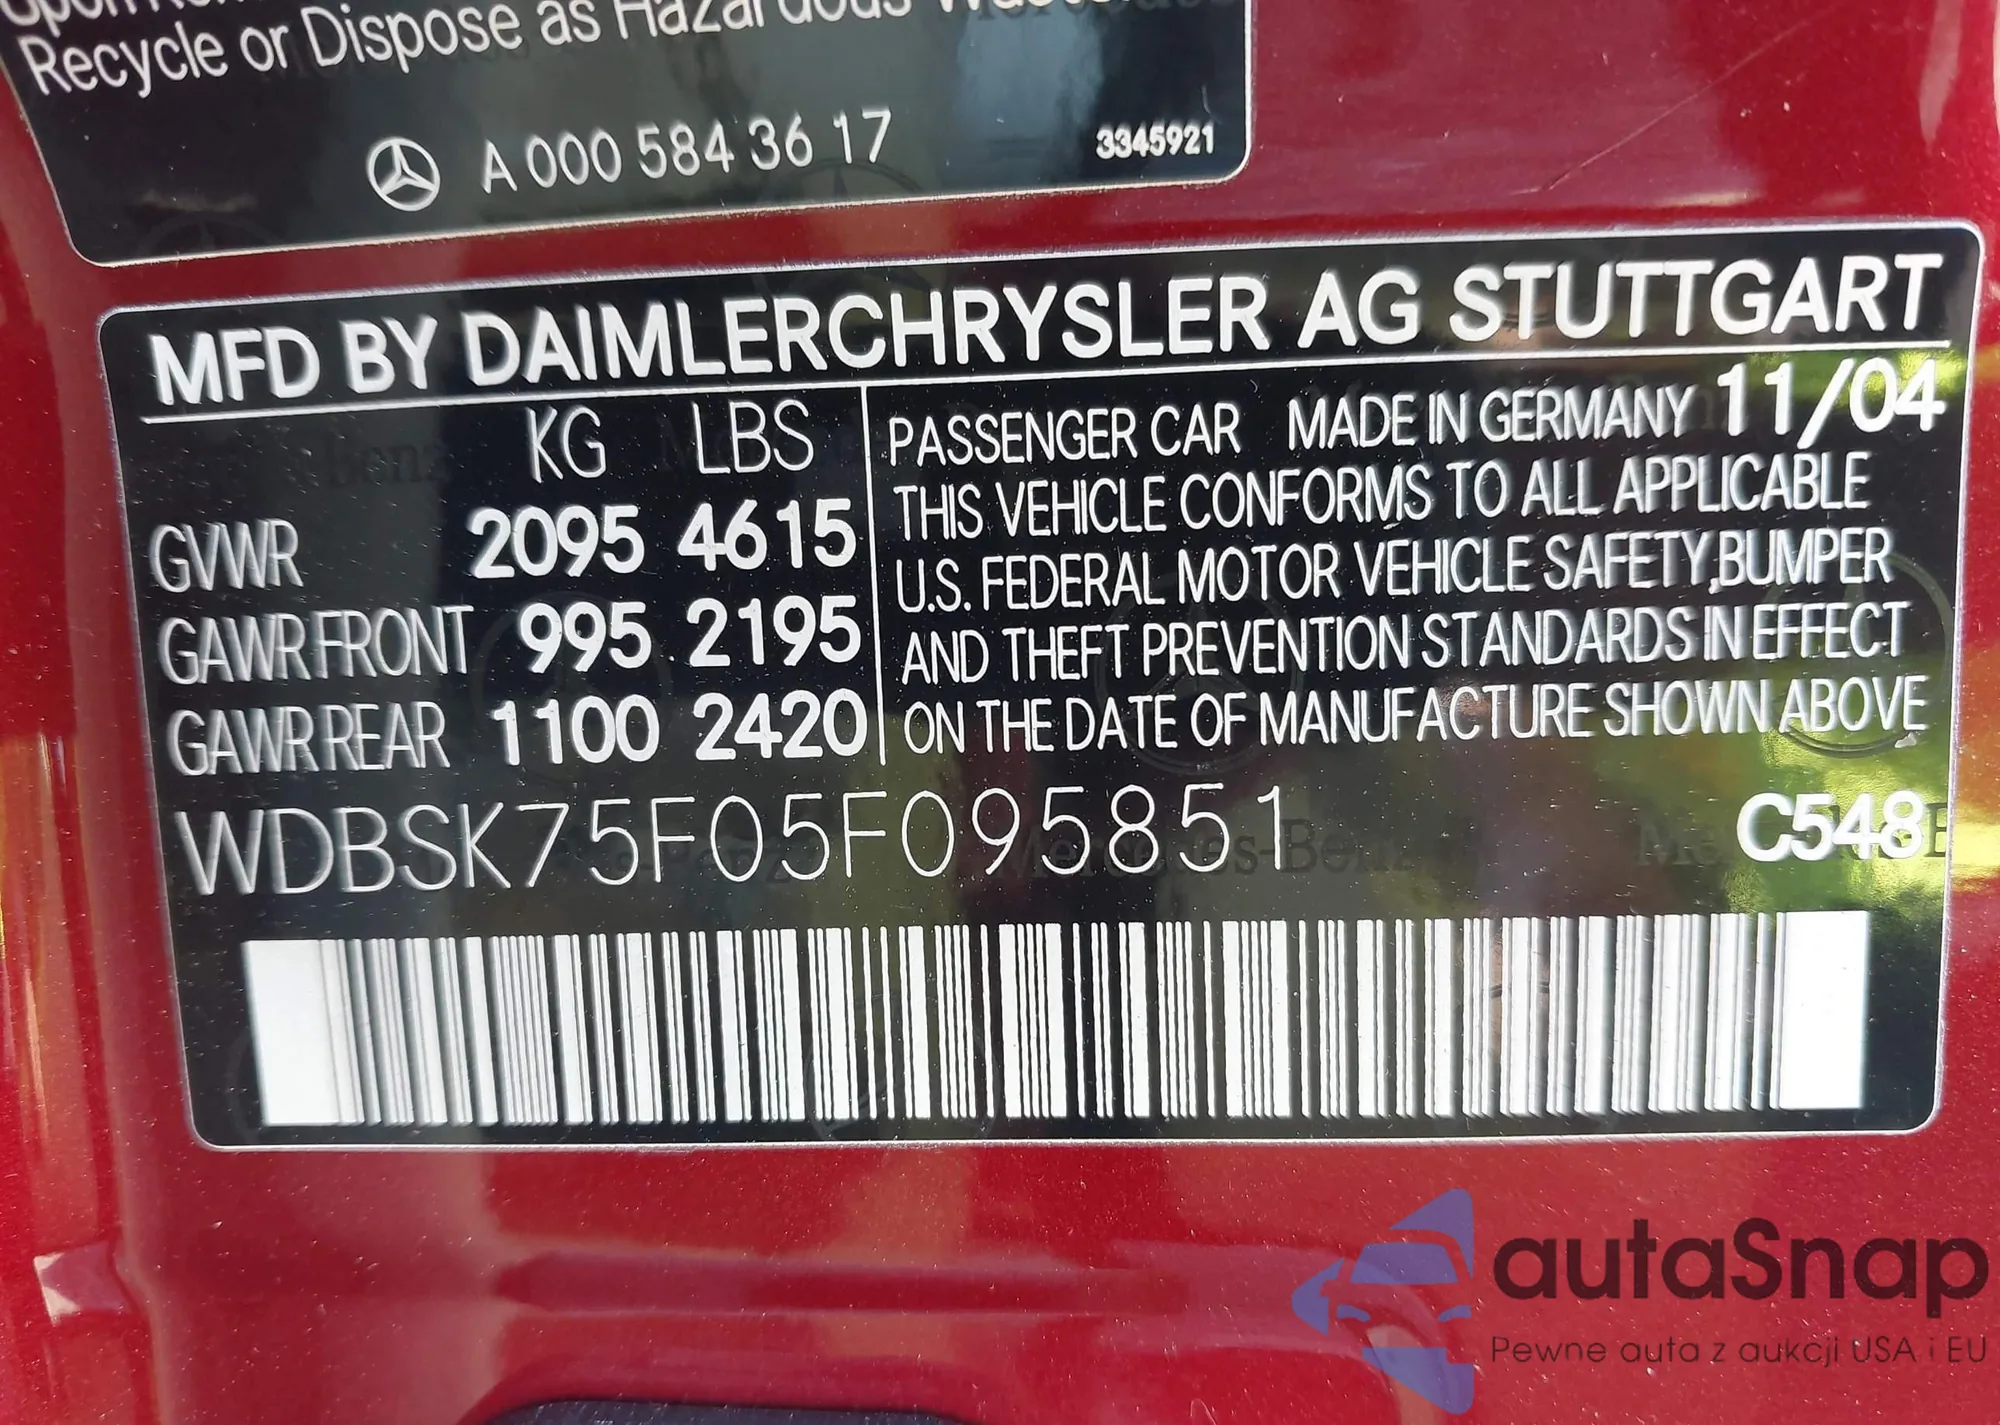 Recycle or Dispose as Hazardous Waste.
A 000 584 36 17
3345921
MFD BY DAIMLERCHRYSLER AG STUTTGART
KG LBS
GVWR 2095 4615
GAWR FRONT 995 2195
GAWR REAR 1100 2420
PASSENGER CAR MADE IN GERMANY 11/04
THIS VEHICLE CONFORMS TO ALL APPLICABLE
U.S. FEDERAL MOTOR VEHICLE SAFETY,BUMPER
AND THEFT PREVENTION STANDARDS IN EFFECT
ON THE DATE OF MANUFACTURE SHOWN ABOVE
WDBSK75F05F095851
C548
autaSnap
Pewne auta z aukcji USA i EU